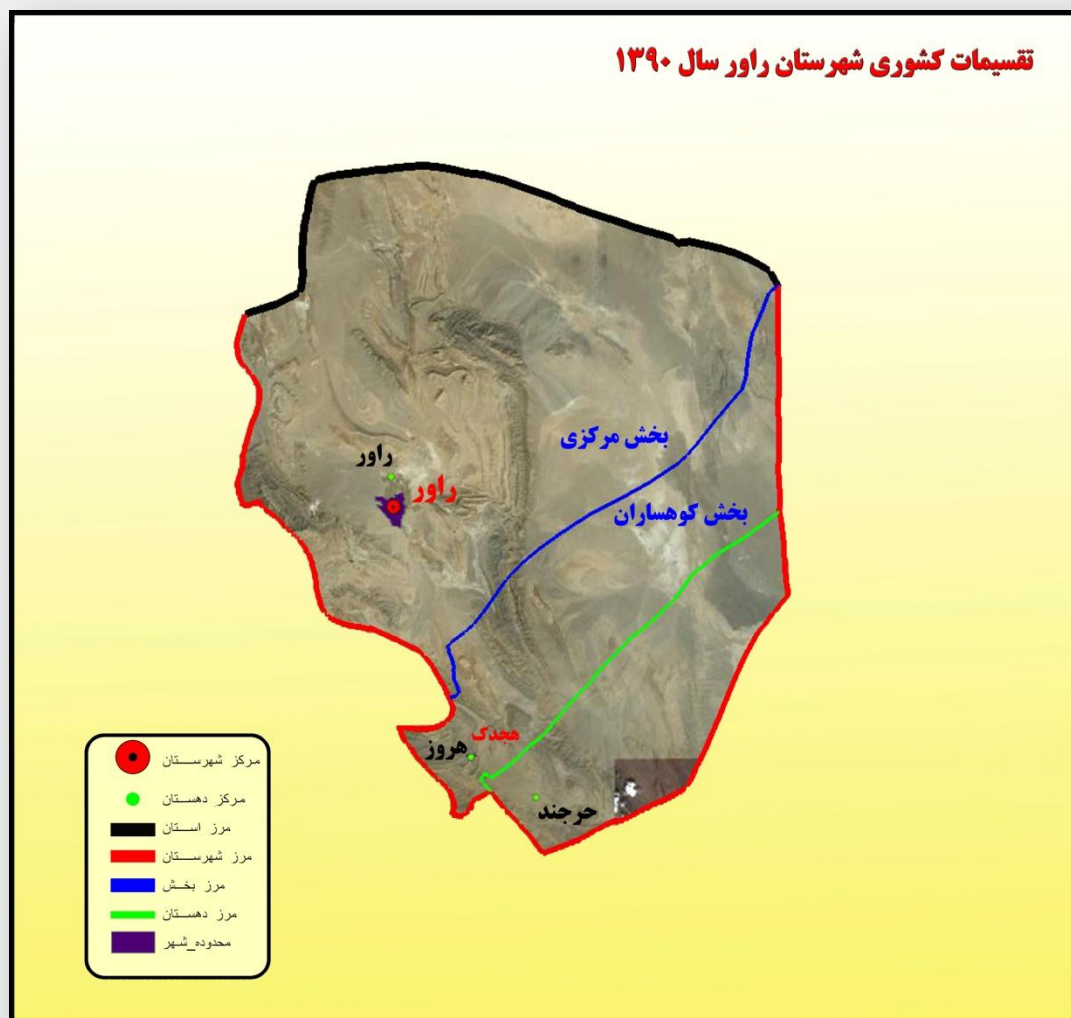 تقسیمات کشوری شهرستان راور سال ۱۳۹۰
بخش مرکزی
راور
راور
بخش کوهساران
هجدک
هروز
حرجند
مرکز شهرستان
مرکز دهستان
مرز استان
مرز شهرستان
مرز بخش
مرز دهستان
محدوده_شهر